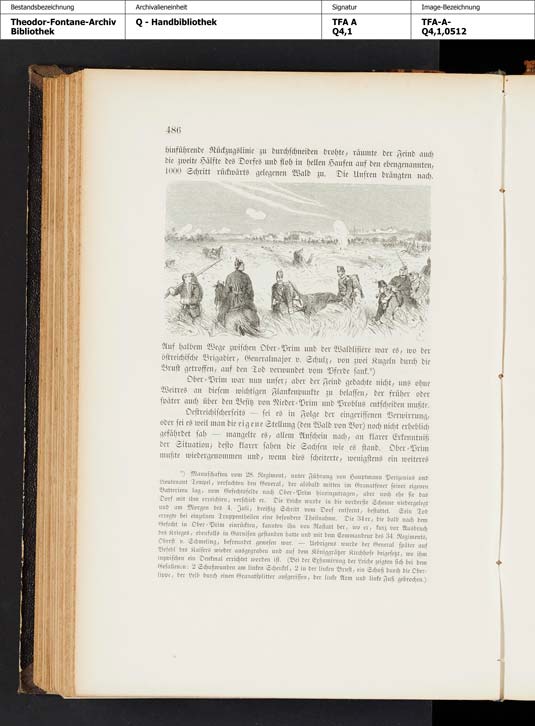 Bestandsbezeichnung
Archivalieneinheit
Signatur
Image-Bezeichnung
Theodor-Fontane-Archiv
Bibliothek
Q - Handbibliothek
TFA A
Q4,1
TFA-A-
Q4,1,0512
486
hinführende Rückzugslinie zu durchschneiden drohte, räumte der Feind auch
die zweite Hälfte des Dorfes und floh in hellen Haufen auf den ebengenannten,
1000 Schritt rückwärts gelegenen Wald zu. Die Unsren drängten nach.
Auf halbem Wege zwischen Ober-Prim und der Waldlisière war es, wo der
östreichische Brigadier, Generalmajor v. Schulz, von zwei Kugeln durch die
Brust getroffen, auf den Tod verwundet vom Pferde sank.*)
Ober-Prim war nun unser; aber der Feind gedachte nicht, uns ohne
Weitres an diesem wichtigen Flankenpunkte zu belassen, der früher oder
später auch über den Besitz von Nieder-Prim und Problus entscheiden mußte.
Oestreichischerseits — sei es in Folge der eingerissenen Verwirrung,
oder sei es weil man die eigene Stellung (den Wald von Bor) noch nicht erheblich
gefährdet sah — mangelte es, allem Anschein nach, an klarer Erkenntniß
der Situation; desto klarer sahen die Sachsen wie es stand. Ober-Prim
mußte wiedergenommen und, wenn dies scheiterte, wenigstens ein weiteres
*) Mannschaften vom 28. Regiment, unter Führung von Hauptmann Perizonius und
Lieutenant Tempel, versuchten den General, der alsbald mitten im Granatfeuer seiner eigenen
Batterieen lag, vom Gefechtsfelde nach Ober-Prim hineinzutragen, aber noch ehe sie das
Dorf mit ihm erreichten, verschied er. Die Leiche wurde in die vorderste Scheune niedergelegt
und am Morgen des 4. Juli, dreißig Schritt vom Dorf entfernt, bestattet. Sein Tod
erregte bei einzelnen Truppentheilen eine besondere Theilnahme. Die 34er, die bald nach dem
Gefecht in Ober-Prim einrückten, kannten ihn von Rastatt her, wo er, kurz vor Ausbruch
des Krieges, ebenfalls in Garnison gestanden hatte und mit dem Commandeur des 34. Regiments,
Oberst v. Schmeling, befreundet gewesen war. — Uebrigens wurde der General später auf
Befehl des Kaisers wieder ausgegraben und auf dem Königgrätzer Kirchhofe beigesetzt, wo ihm
inzwischen ein Denkmal errichtet worden ist. (Bei der Exhumirung der Leiche zeigten sich bei dem
Gefallenen: 2 Schußwunden am linken Schenkel, 2 in der linken Brust, ein Schuß durch die Ober-
lippe, der Leib durch einen Granatsplitter aufgerissen, der linke Arm und linke Fuß gebrochen.)